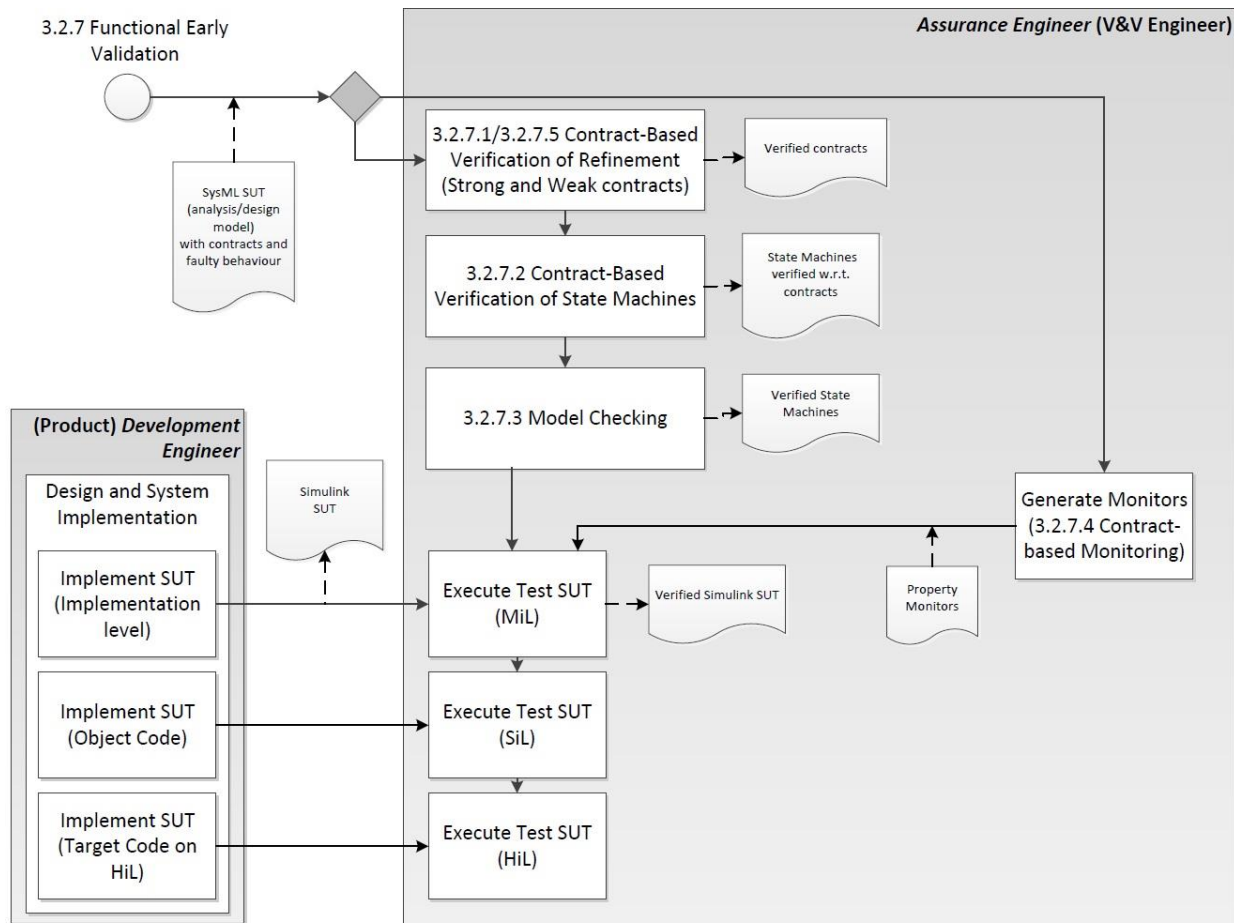 3.2.7 Functional Early
Validation
Assurance Engineer (V&V Engineer)
SysML SUT
(analysis/design
model)
with contracts and
faulty behaviour
3.2.7.1/3.2.7.5 Contract-Based
Verification of Refinement
(Strong and Weak contracts)
Verified contracts
3.2.7.2 Contract-Based
Verification of State Machines
State Machines
verified w.r.t.
contracts
3.2.7.3 Model Checking
Verified State
Machines
(Product) Development
Engineer
Design and System
Implementation
Simulink
SUT
Generate Monitors
(3.2.7.4 Contract-
based Monitoring)
Implement SUT
(Implementation
level)
Execute Test SUT
(MiL)
Verified Simulink SUT
Property
Monitors
Implement SUT
(Object Code)
Execute Test SUT
(SiL)
Implement SUT
(Target Code on
HiL)
Execute Test SUT
(HiL)